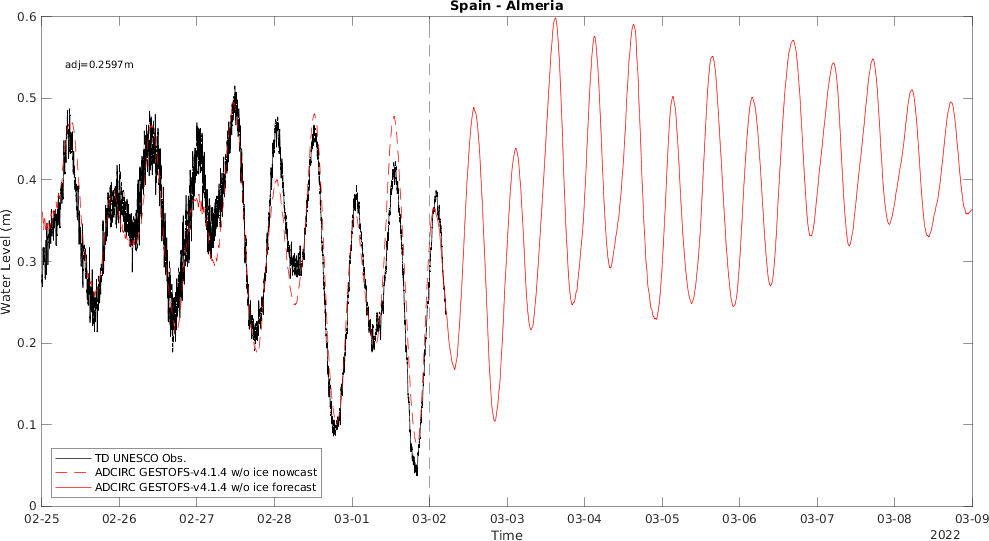 Spain - Almeria
adj=0.2597m
0.6
0.5
0.4
0.3
0.2
0.1
0
Water Level (m)
TD UNESCO Obs.
ADCIRC GESTOFS-v4.1.4 w/o ice nowcast
ADCIRC GESTOFS-v4.1.4 w/o ice forecast
02-25 02-26 02-27 02-28 03-01 03-02 03-03 03-04 03-05 03-06 03-07 03-08 03-09
Time
2022